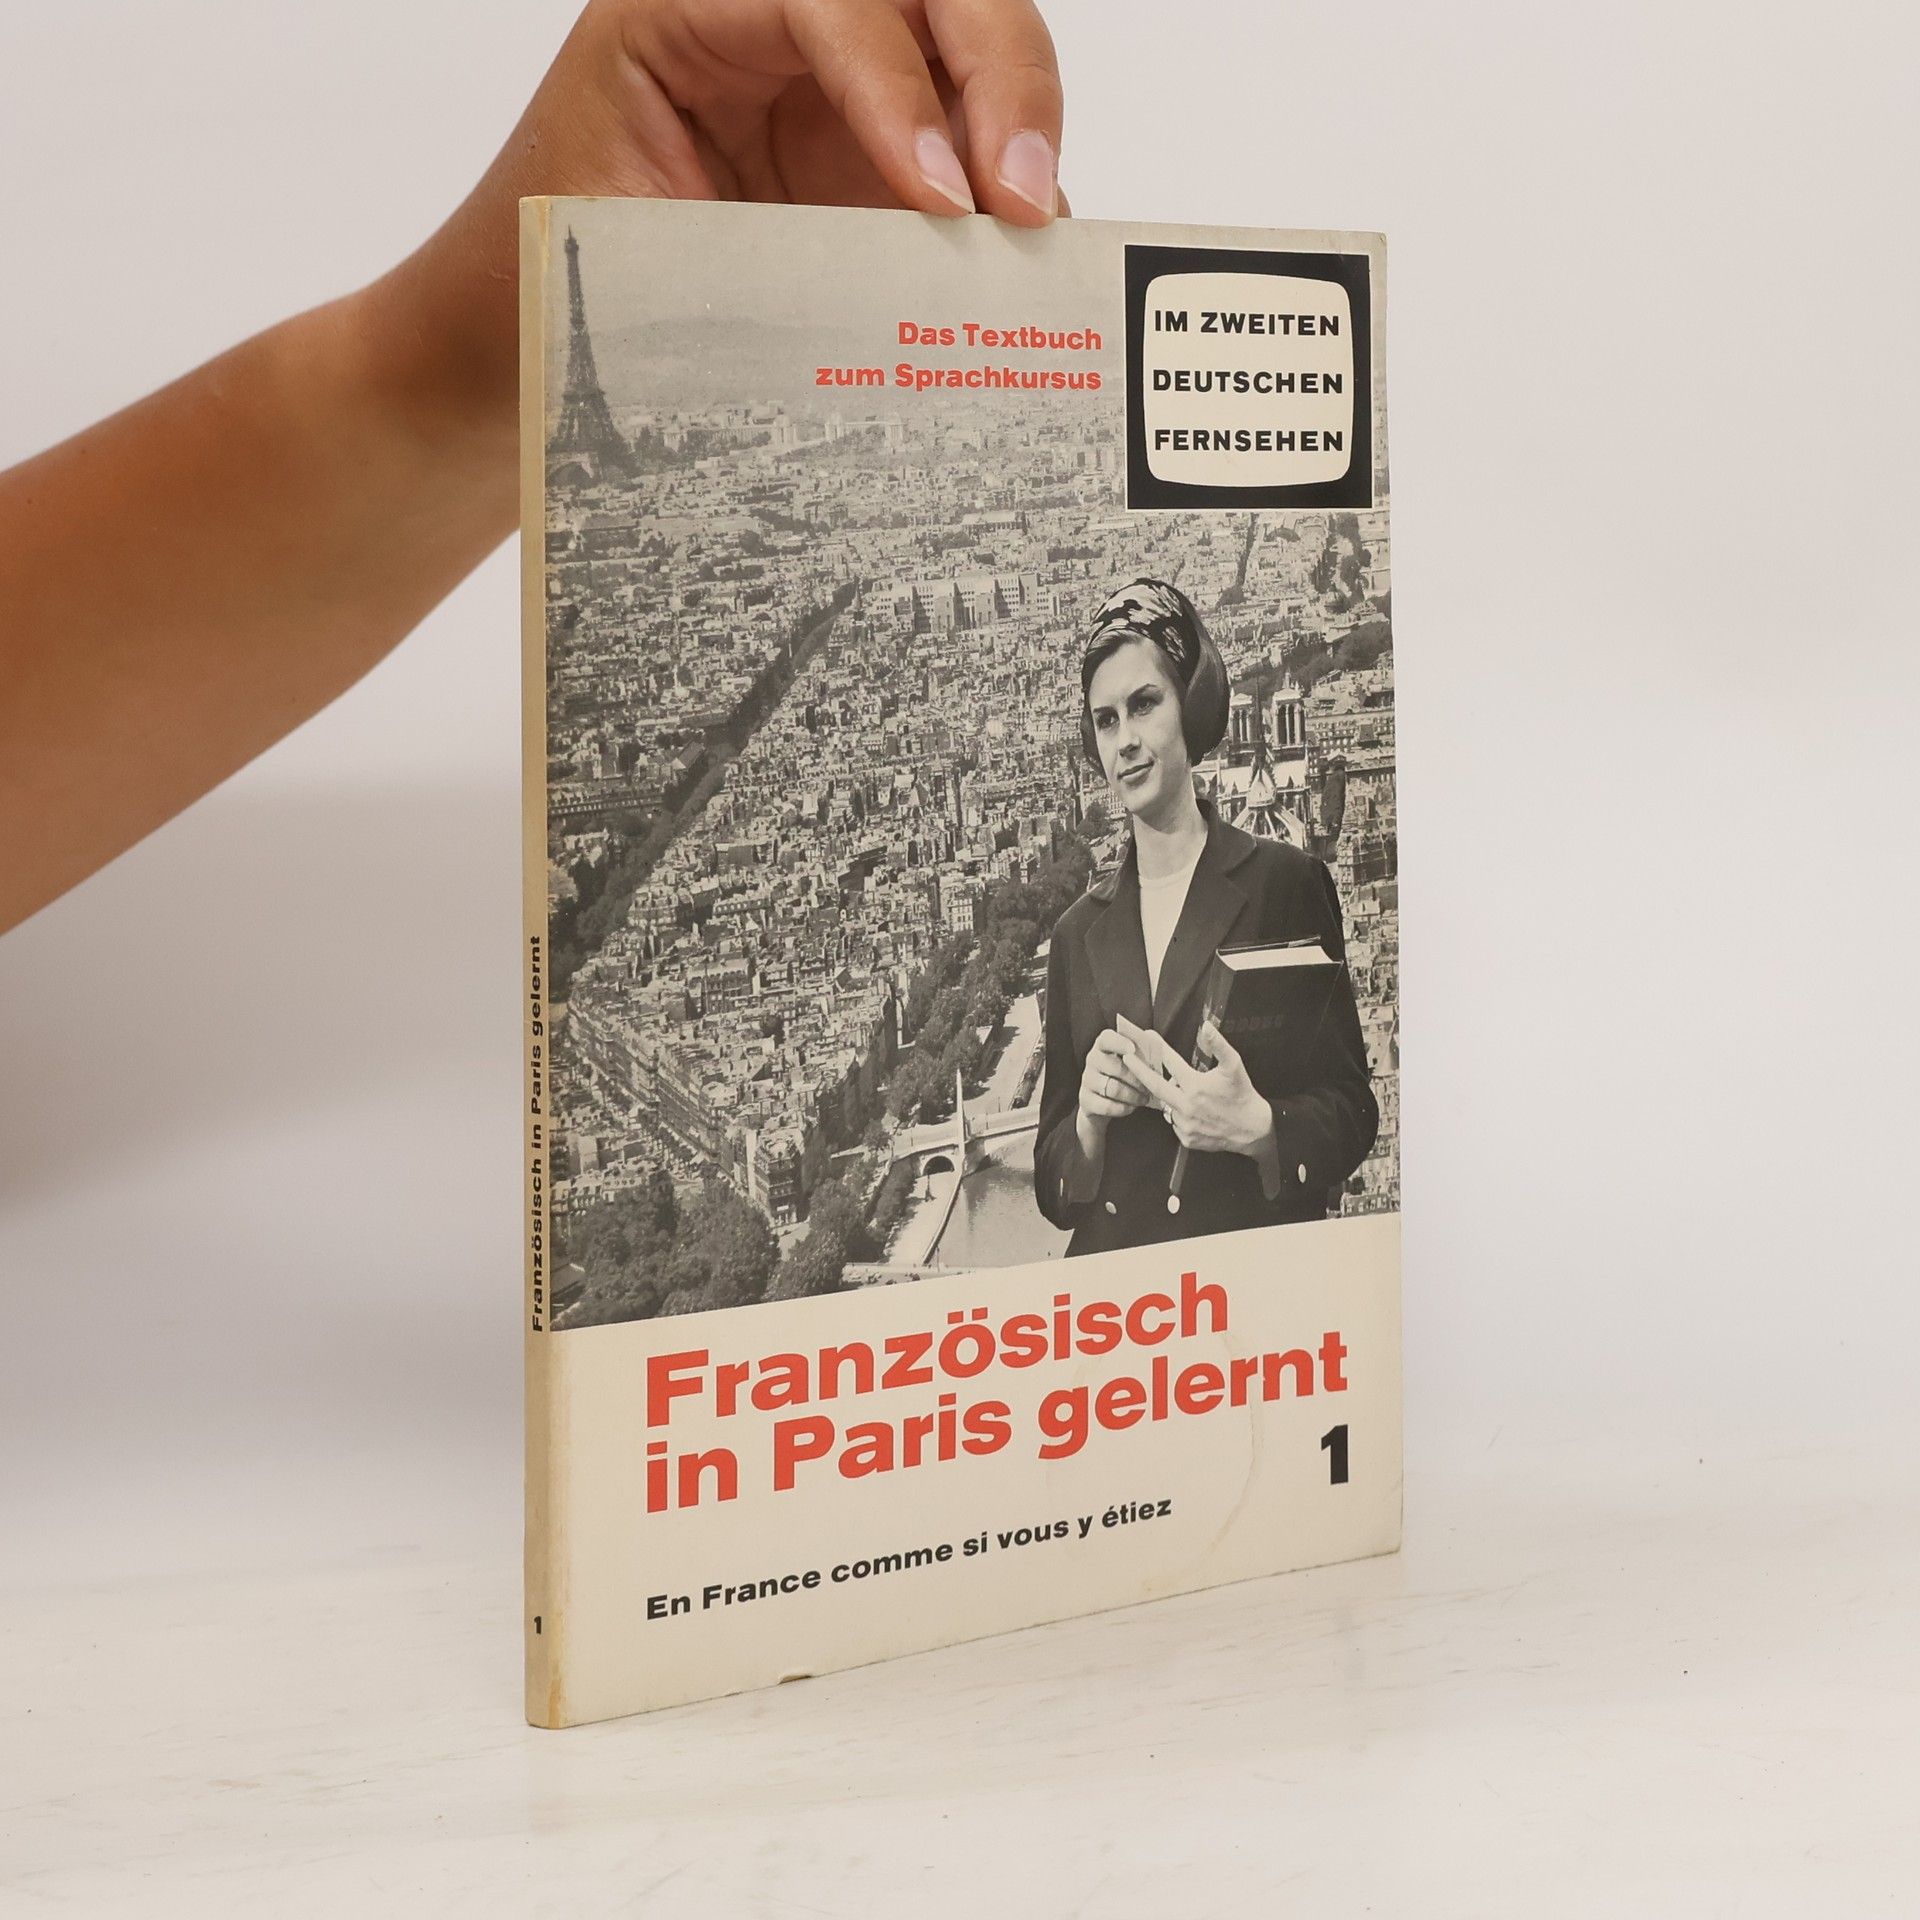 Das Textbuch
zum Sprachkursus
IM ZWEITEN
DEUTSCHEN
FERNSEHEN
Französisch in Paris gelernt
1
Französisch
in Paris gelernt
1
En France comme si vous y étiez